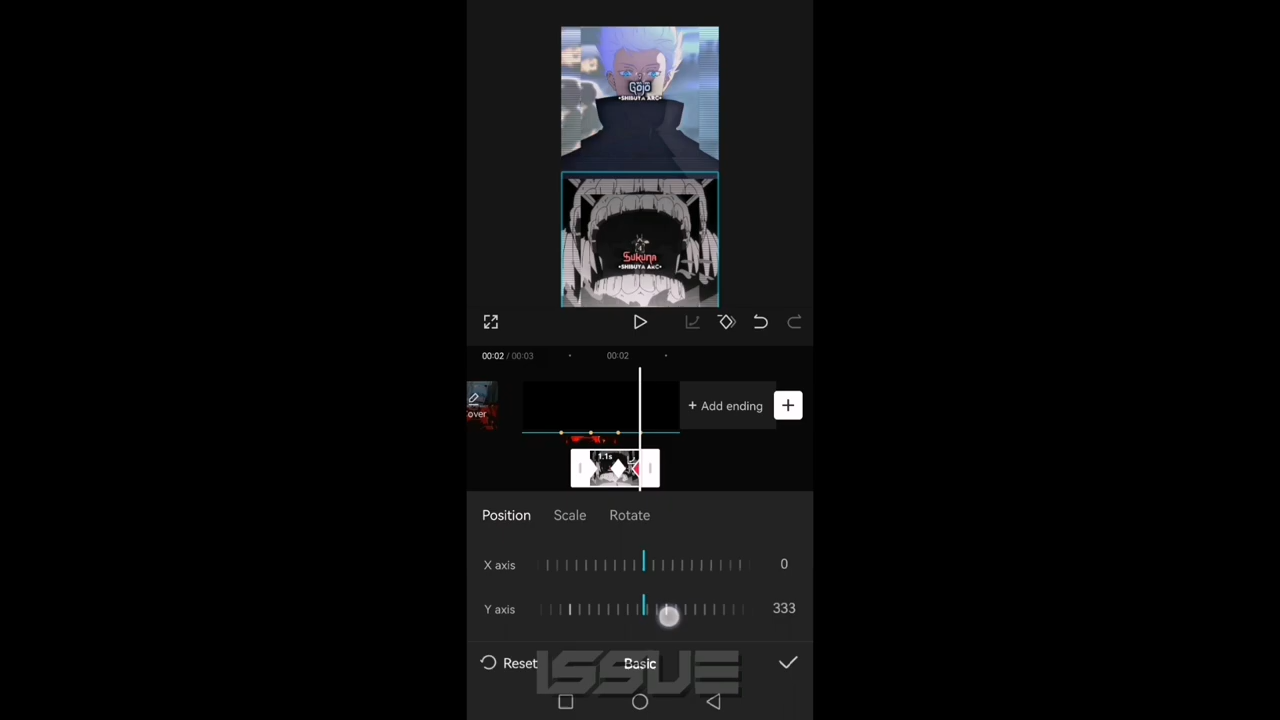 Gojo
•SHIBUYA ARC•
Sukuna
•SHIBUYA ARC•
00:02 / 00:03
00:02
over
+ Add ending
+
1.1s
Position Scale Rotate
X axis 0
Y axis 333
Reset Basic
ISSUE